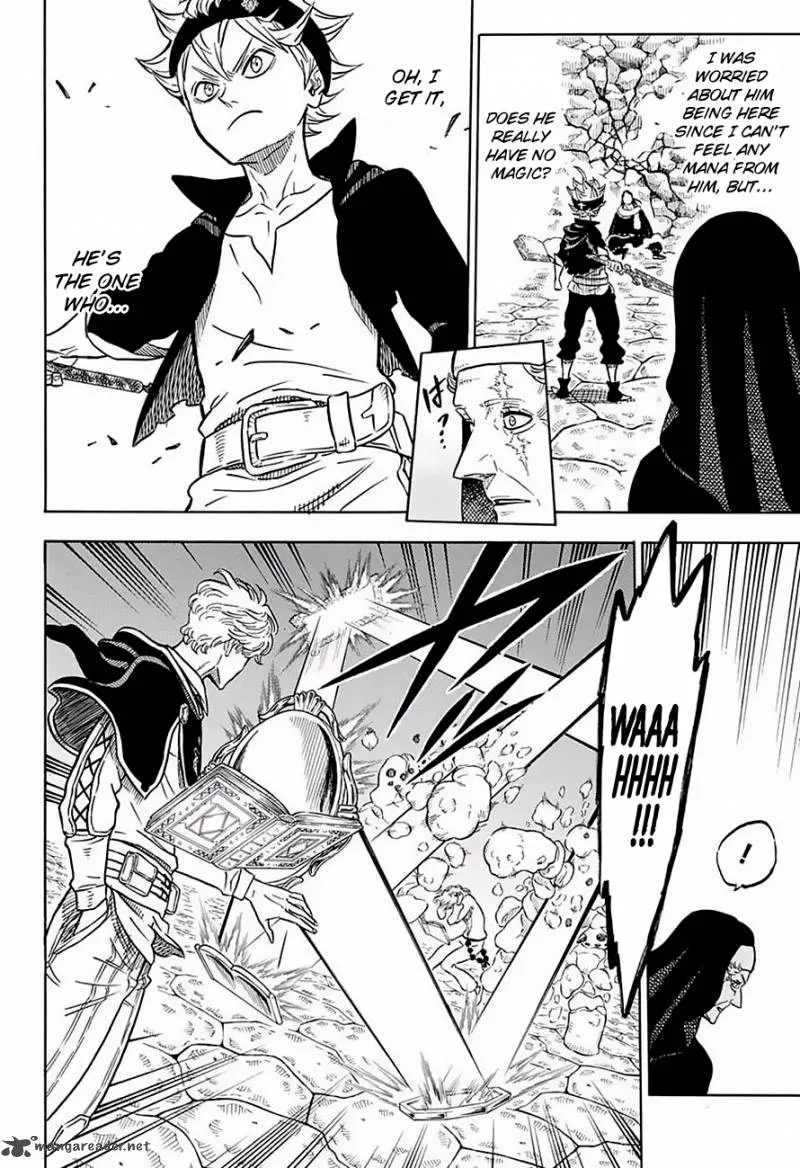 I WAS
WORRIED
ABOUT HIM
BEING HERE
SINCE I CAN'T
FEEL ANY
MANA FROM
HIM, BUT...
DOES HE
REALLY
HAVE NO
MAGIC?
OH, I
GET IT,
HE'S
THE ONE
WHO...
は...
WAAA
HHHH
!!!
!
mangareader.net